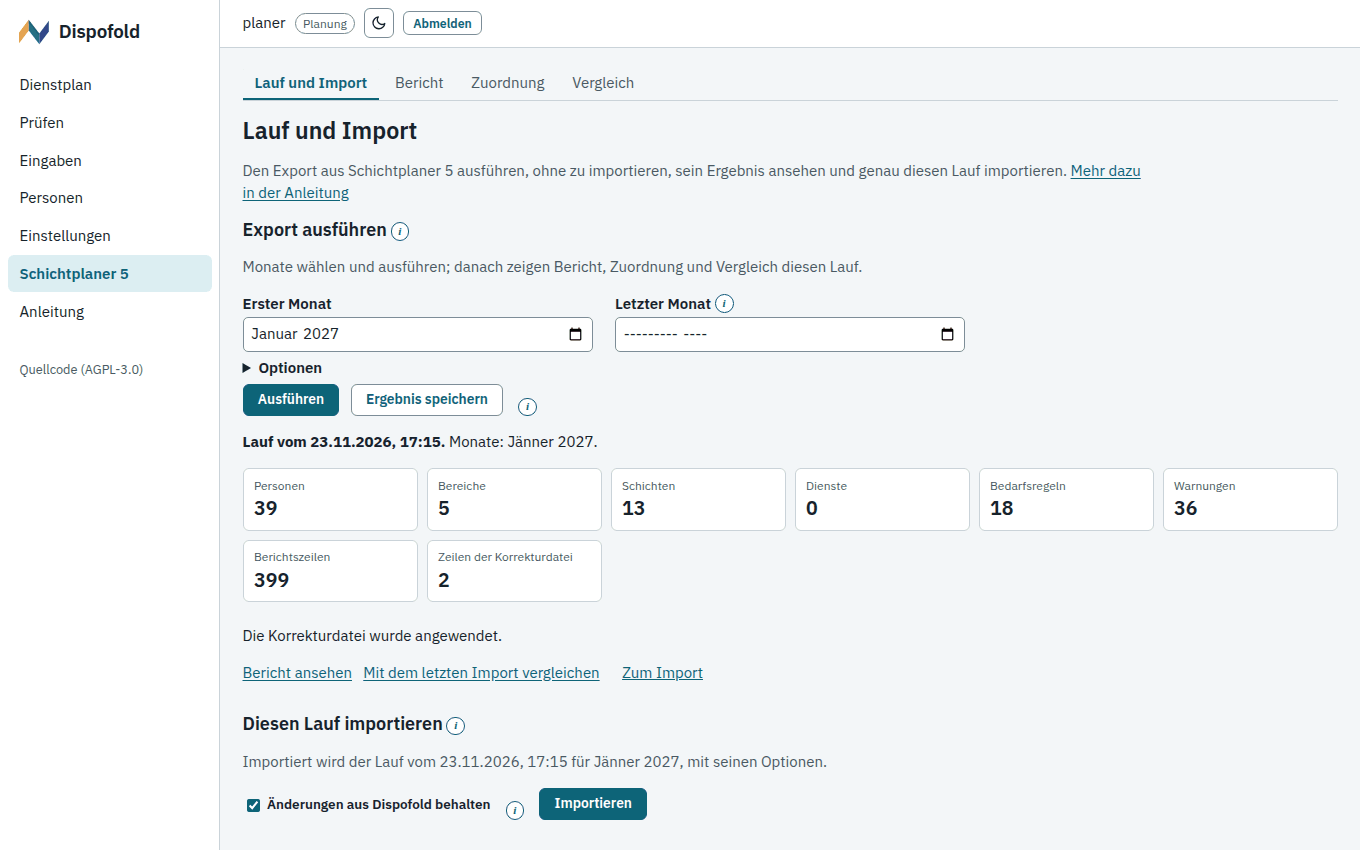 Dispofold
Dienstplan
Prüfen
Eingaben
Personen
Einstellungen
Schichtplaner 5
Anleitung
Quellcode (AGPL-3.0)
planer Planung Abmelden
Lauf und Import Bericht Zuordnung Vergleich
Lauf und Import
Den Export aus Schichtplaner 5 ausführen, ohne zu importieren, sein Ergebnis ansehen und genau diesen Lauf importieren. Mehr dazu
in der Anleitung
Export ausführen i
Monate wählen und ausführen; danach zeigen Bericht, Zuordnung und Vergleich diesen Lauf.
Erster Monat Letzter Monat i
Januar 2027 --------- ----
Optionen
Ausführen Ergebnis speichern i
Lauf vom 23.11.2026, 17:15. Monate: Jänner 2027.
Personen Bereiche Schichten Dienste Bedarfsregeln Warnungen
39 5 13 0 18 36
Berichtszeilen Zeilen der Korrekturdatei
399 2
Die Korrekturdatei wurde angewendet.
Bericht ansehen Mit dem letzten Import vergleichen Zum Import
Diesen Lauf importieren i
Importiert wird der Lauf vom 23.11.2026, 17:15 für Jänner 2027, mit seinen Optionen.
Änderungen aus Dispofold behalten i Importieren